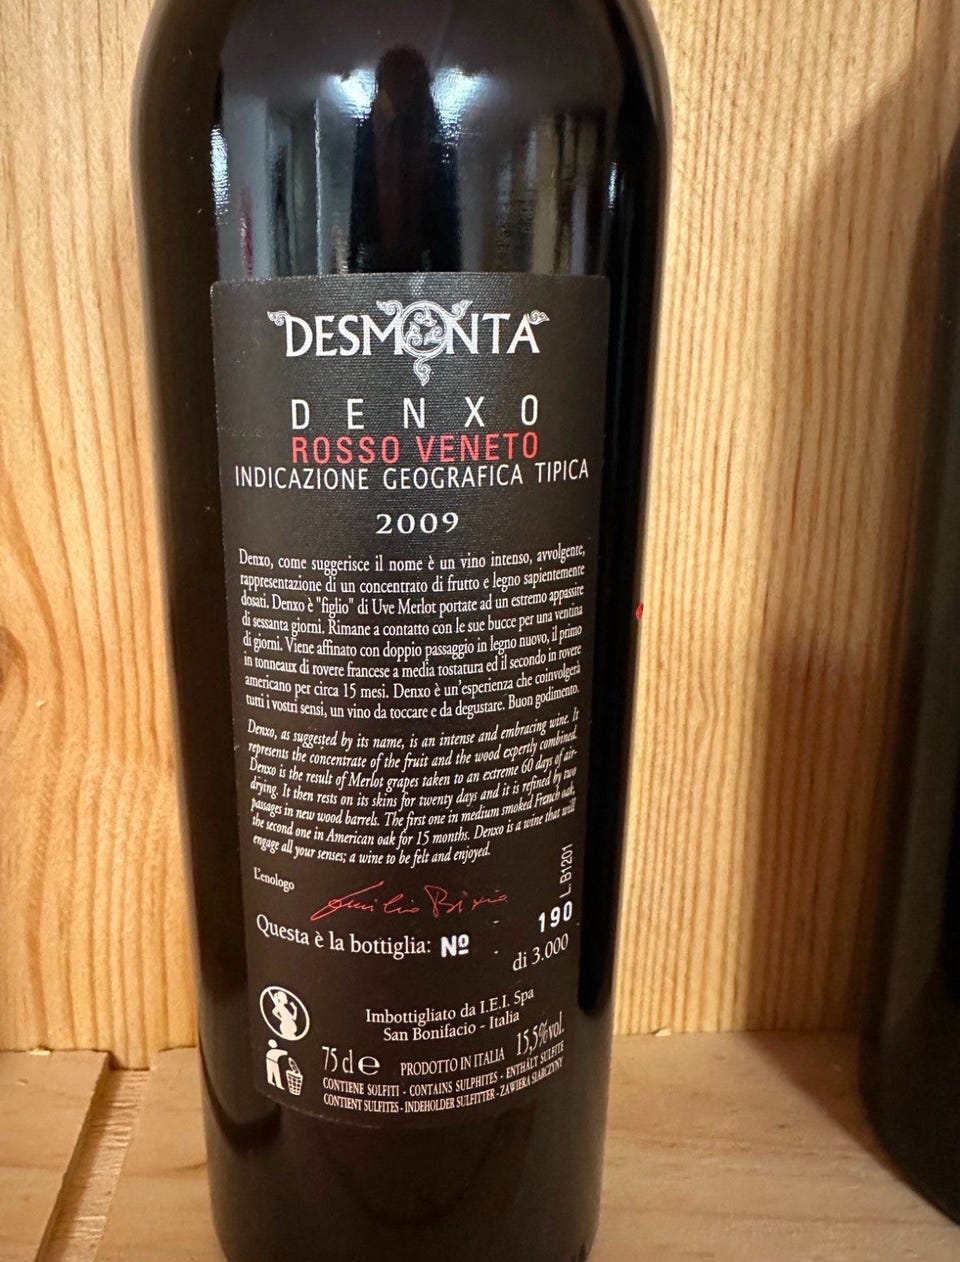 DESMONTA
DENXO
ROSSO VENETO
INDICAZIONE GEOGRAFICA TIPICA
2009
Denxo, come suggerisce il nome è un vino intenso, avvolgente,
rappresentazione di un concentrato di frutto e legno sapientemente
dosati. Denxo è "figlio" di Uve Merlot portate ad un estremo appassire
di sessanta giorni. Rimane a contatto con le sue bucce per una ventina
di giorni. Viene affinato con doppio passaggio in legno nuovo, il primo
in tonneaux di rovere francese a media tostatura ed il secondo in rovere
americano per circa 15 mesi. Denxo è un'esperienza che coinvolgerà
tutti i vostri sensi, un vino da toccare e da degustare. Buon godimento.
Denxo, as suggested by its name, is an intense and embracing wine. It
represents the concentrate of the fruit and the wood expertly combined.
Denxo is the result of Merlot grapes taken to an extreme 60 days of air-
drying. It then rests on its skins for twenty days and it is refined by two
passages in new wood barrels. The first one in medium smoked French oak,
the second one in American oak for 15 months. Denxo is a wine that will
engage all your senses; a wine to be felt and enjoyed.
L'enologo
Emilio Bixio
L. B1201
Questa è la bottiglia: Nº 190
di 3.000
Imbottigliato da I.E.I. Spa
San Bonifacio - Italia
75 cl e PRODOTTO IN ITALIA 15,5%vol.
CONTIENE SOLFITI - CONTAINS SULPHITES - ENTHÄLT SULFITE
CONTIENT SULFITES - INDEHOLDER SULFITTER - ZAWIERA SIARCZYNY